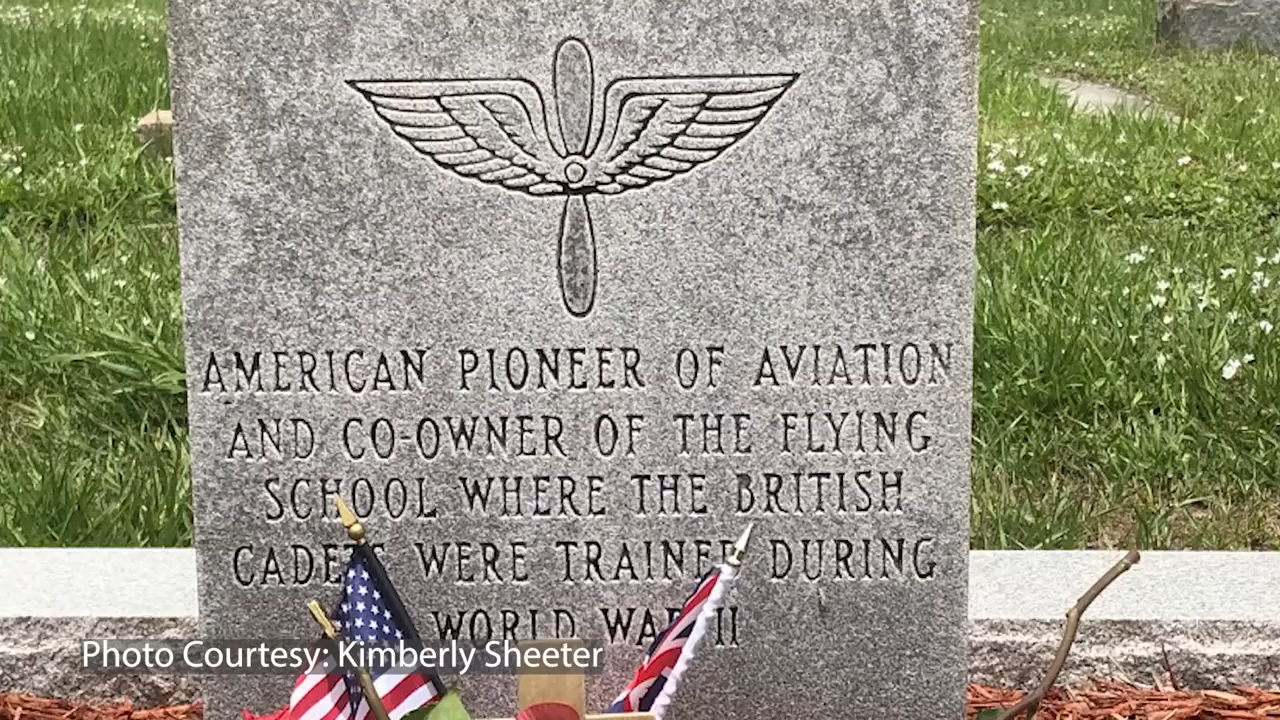 AMERICAN PIONEER OF AVIATION
AND CO-OWNER OF THE FLYING
SCHOOL WHERE THE BRITISH
CADETS WERE TRAINED DURING
WORLD WAR II
Photo Courtesy: Kimberly Sheeter